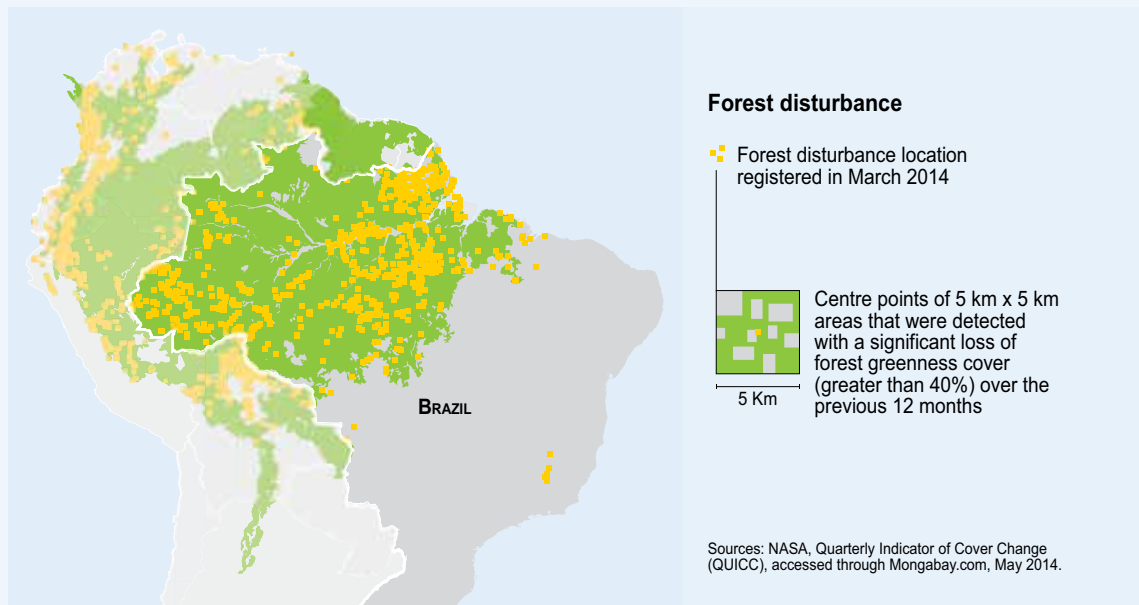 Forest disturbance
Forest disturbance location
registered in March 2014
Centre points of 5 km x 5 km
areas that were detected
with a significant loss of
forest greenness cover
(greater than 40%) over the
previous 12 months
5 Km
BRAZIL
Sources: NASA, Quarterly Indicator of Cover Change
(QUICC), accessed through Mongabay.com, May 2014.